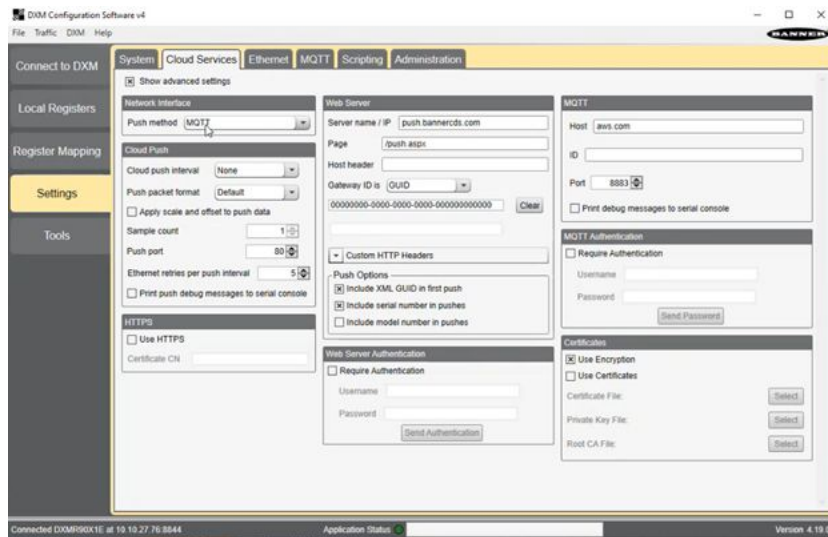 DXM Configuration Software v4
File Traffic DXM Help
BANNER
Connect to DXM
Local Registers
Register Mapping
Settings
Tools
System Cloud Services Ethernet MQTT Scripting Administration
Show advanced settings
Network Interface
Push method MQTT
Cloud Push
Cloud push interval None
Push packet format Default
Apply scale and offset to push data
Sample count 1
Push port 80
Ethernet retries per push interval 5
Print push debug messages to serial console
HTTPS
Use HTTPS
Certificate CN
Web Server
Server name / IP push.bannercds.com
Page /push.aspx
Host header
Gateway ID is GUID
00000000-0000-0000-0000-000000000000 Clear
Custom HTTP Headers
Push Options
Include XML GUID in first push
Include serial number in pushes
Include model number in pushes
Web Server Authentication
Require Authentication
Username
Password
Send Authentication
MQTT
Host aws.com
ID
Port 8883
Print debug messages to serial console
MQTT Authentication
Require Authentication
Username
Password
Send Password
Certificates
Use Encryption
Use Certificates
Certificate File: Select
Private Key File: Select
Root CA File: Select
Connected DXMR90X1E at 10.10.27.76:8844 Application Status Version 4.19